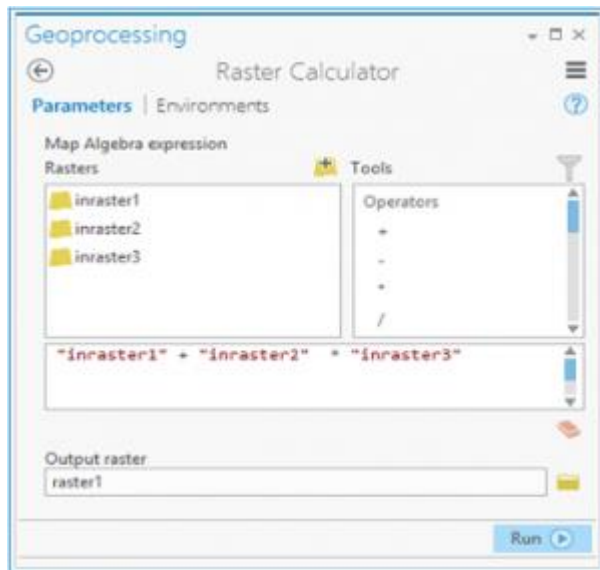 Geoprocessing
Raster Calculator
Parameters | Environments
Map Algebra expression
Rasters
Tools
inraster1
inraster2
inraster3
Operators
+
-
*
/
"inraster1" + "inraster2" * "inraster3"
Output raster
raster1
Run